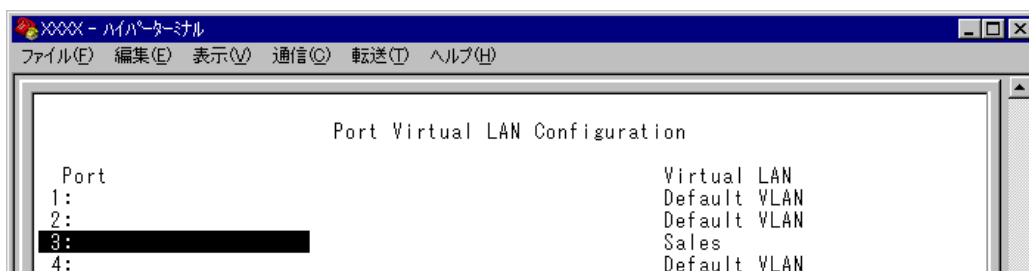 XXXX - ハイパーターミナル
ファイル(F) 編集(E) 表示(V) 通信(C) 転送(T) ヘルプ(H)
Port Virtual LAN Configuration
Port Virtual LAN
1: Default VLAN
2: Default VLAN
3: Sales
4: Default VLAN